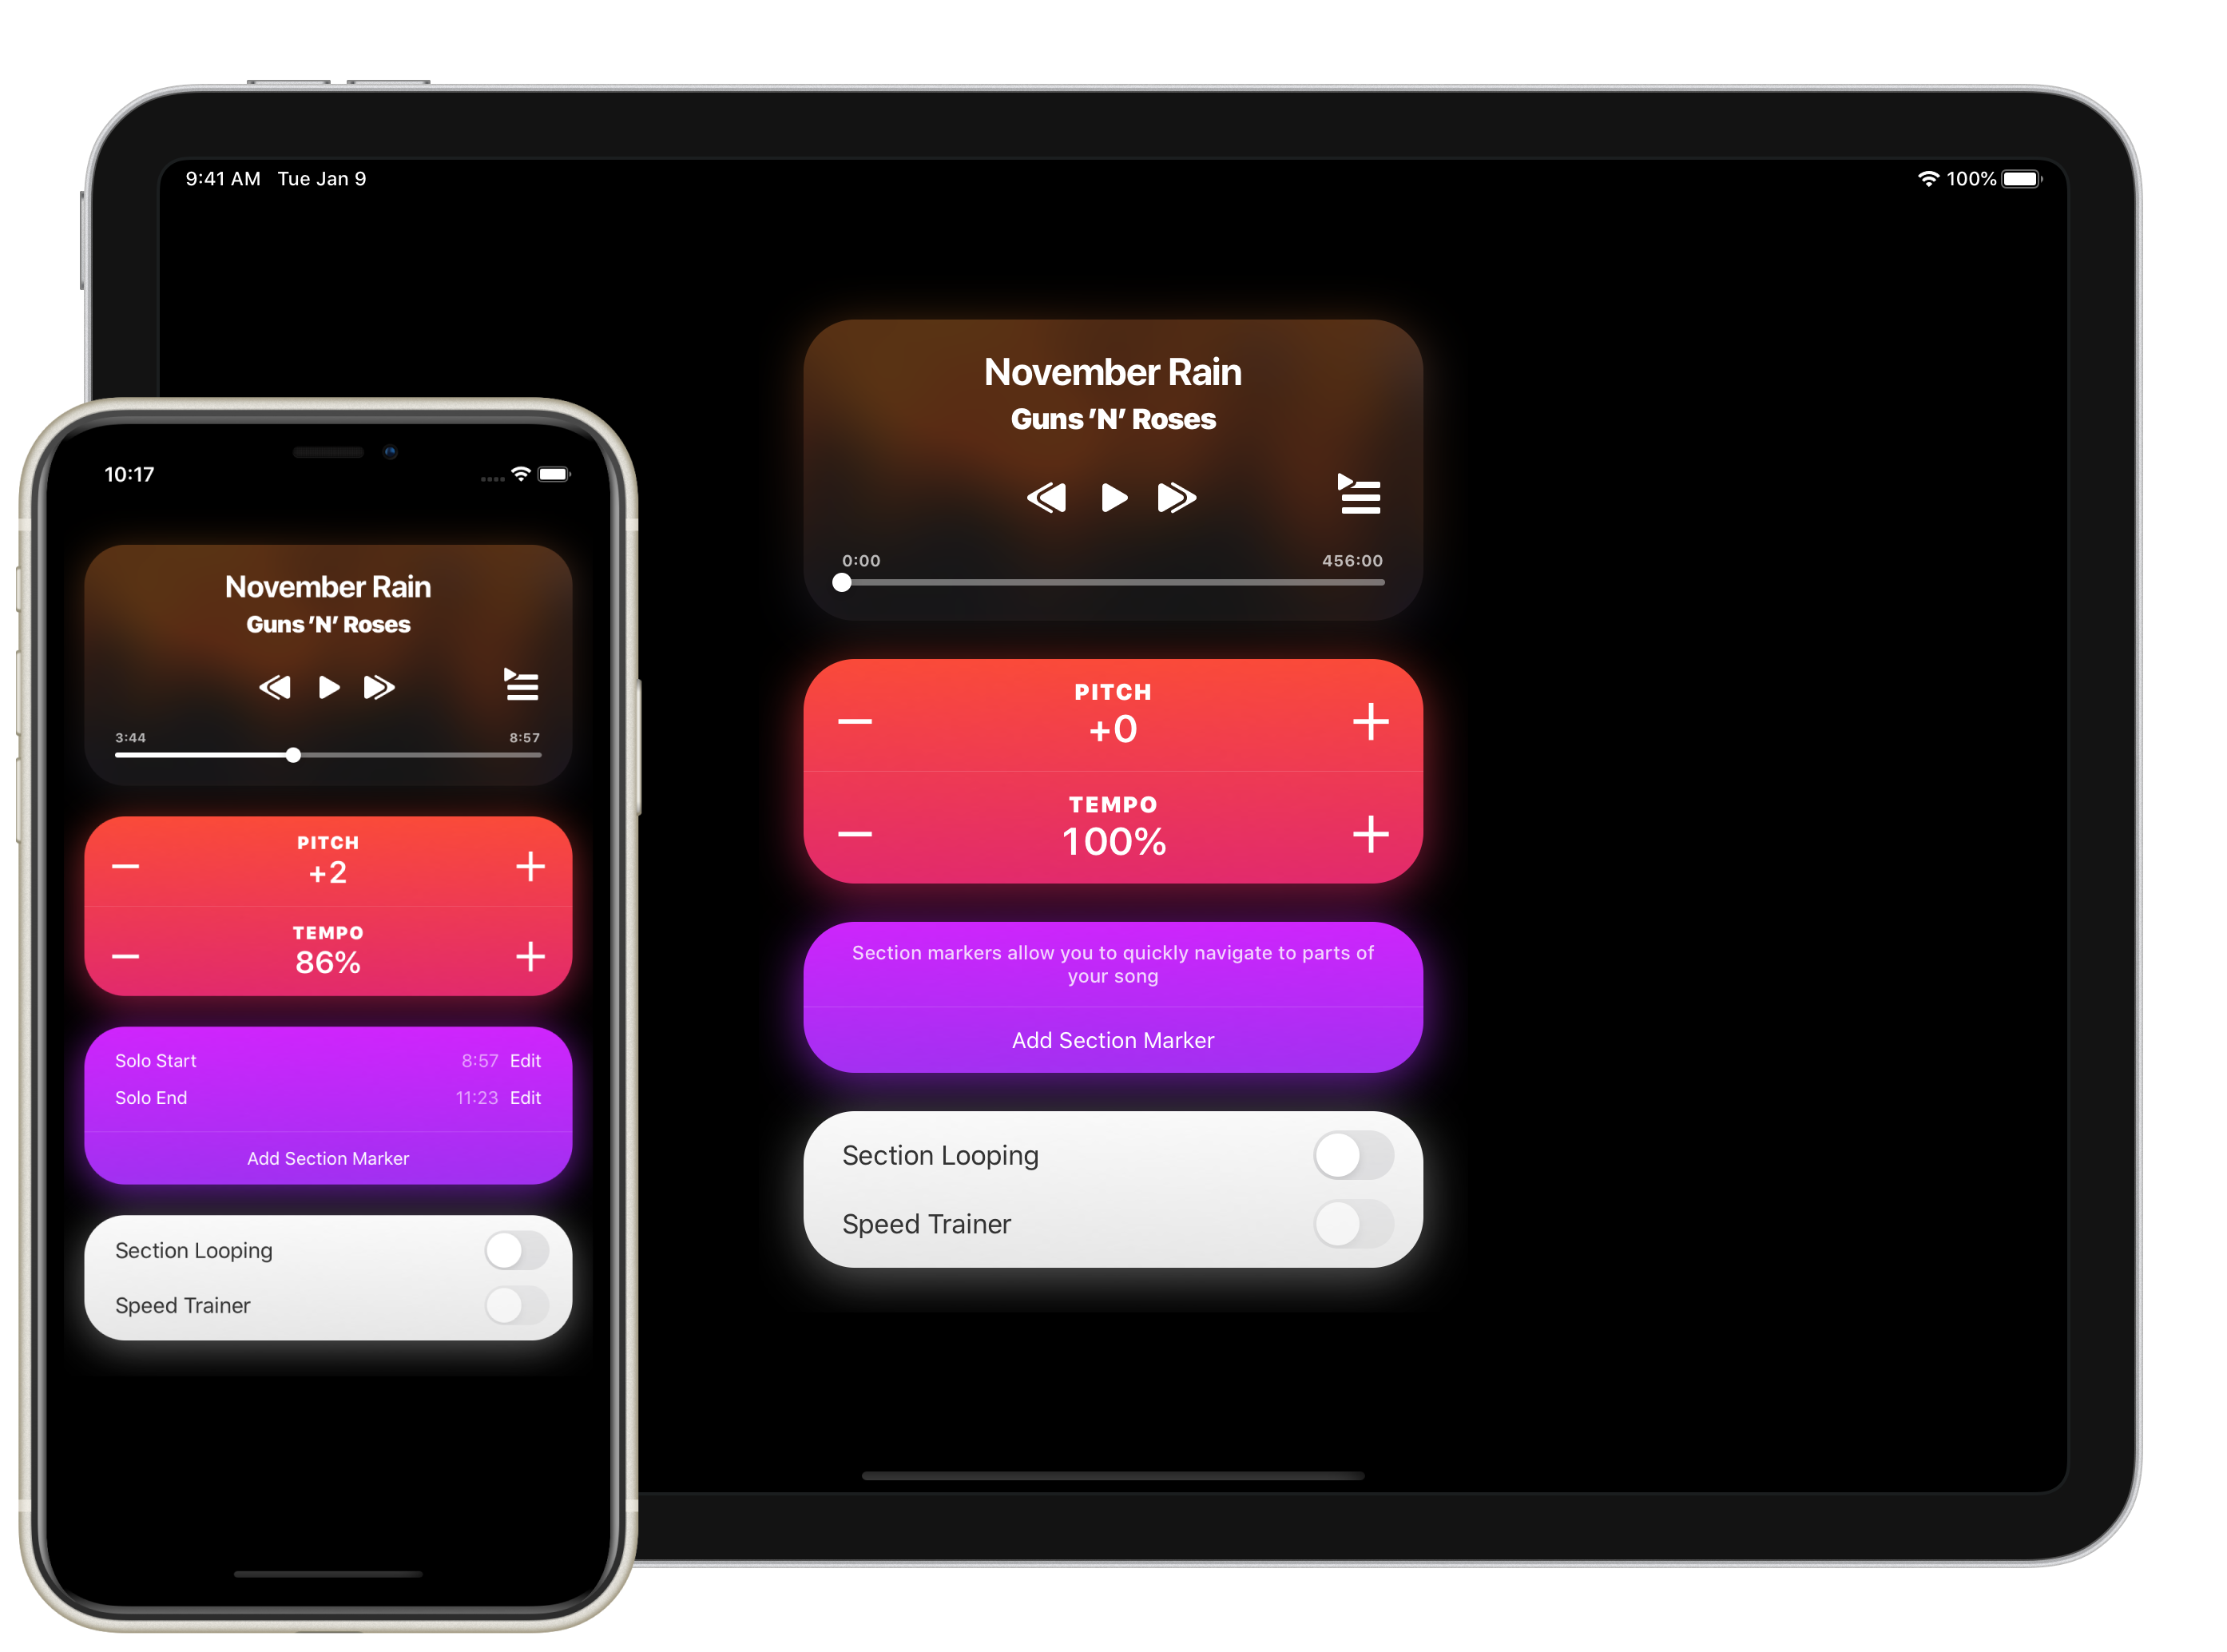 9:41 AM Tue Jan 9
100%
November Rain
Guns ’N’ Roses
0:00 456:00
PITCH
+0
TEMPO
100%
Section markers allow you to quickly navigate to parts of
your song
Add Section Marker
Section Looping
Speed Trainer
10:17
November Rain
Guns ’N’ Roses
3:44 8:57
PITCH
+2
TEMPO
86%
Solo Start 8:57 Edit
Solo End 11:23 Edit
Add Section Marker
Section Looping
Speed Trainer